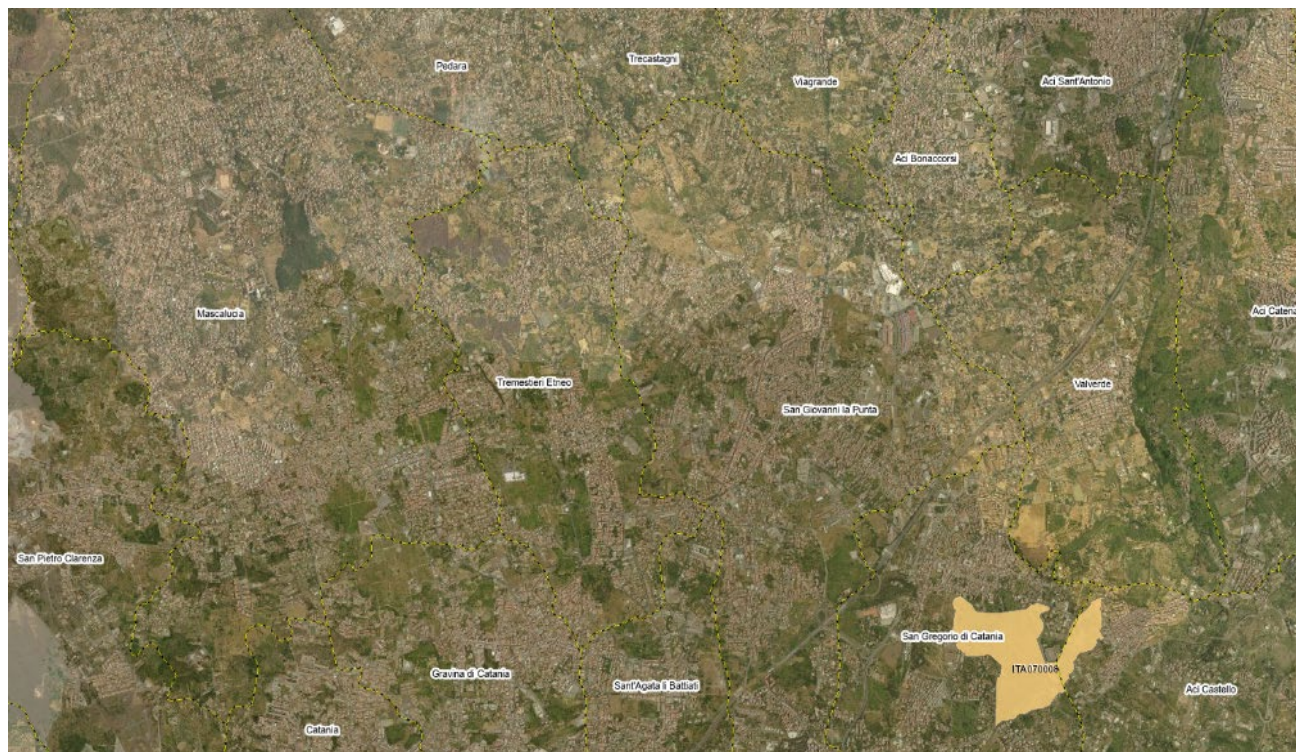 Trecastagni
Pedara
Viagrande
Aci Sant'Antonio
Aci Bonaccorsi
Aci Catena
Mascalucia
Tremestieri Etneo
Valverde
San Giovanni la Punta
San Pietro Clarenza
San Gregorio di Catania
ITA070008
Gravina di Catania
Sant'Agata li Battiati
Aci Castello
Catania